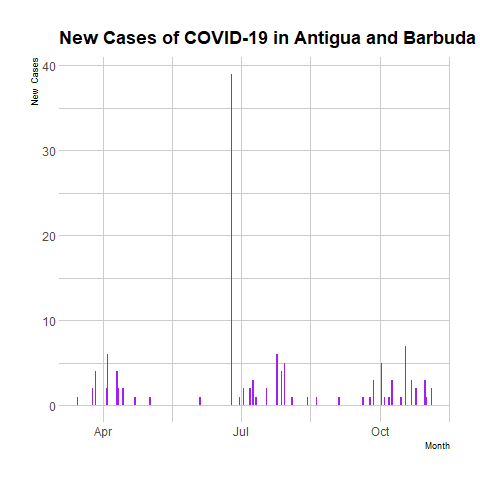 New Cases of COVID-19 in Antigua and Barbuda
New Cases
40
30
20
10
0
Apr Jul Oct
Month